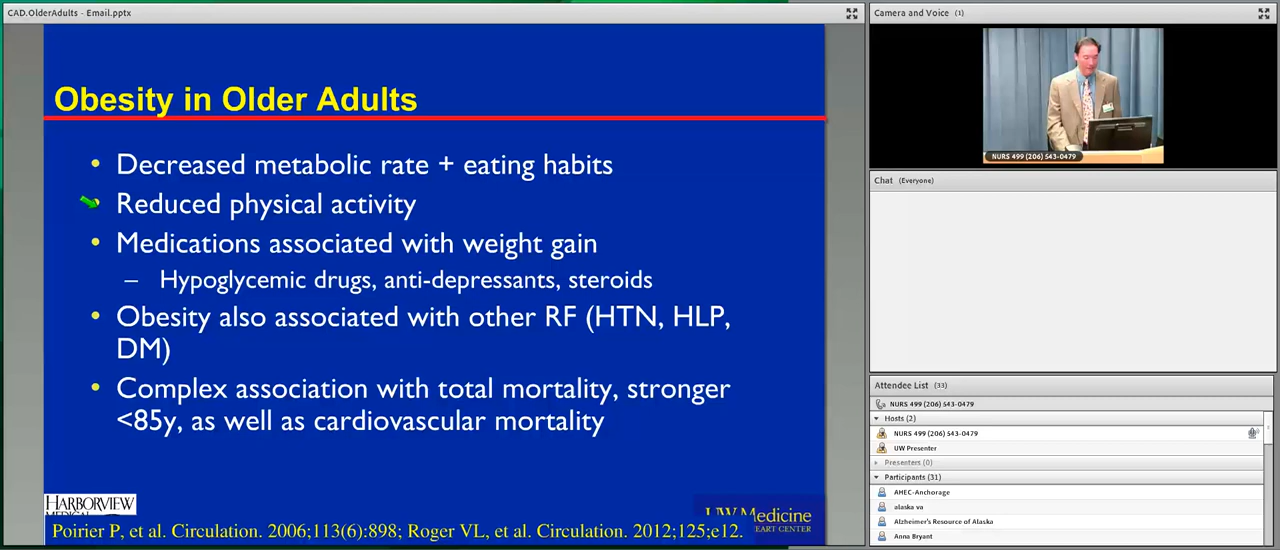 CAD.OlderAdults - Email.pptx
Obesity in Older Adults
• Decreased metabolic rate + eating habits
• Reduced physical activity
• Medications associated with weight gain
– Hypoglycemic drugs, anti-depressants, steroids
• Obesity also associated with other RF (HTN, HLP,
DM)
• Complex association with total mortality, stronger
<85y, as well as cardiovascular mortality
HARBORVIEW
UW Medicine
HEART CENTER
Poirier P, et al. Circulation. 2006;113(6):898; Roger VL, et al. Circulation. 2012;125;e12.
Camera and Voice (1)
NURS 499 (206) 543-0479
Chat (Everyone)
Attendee List (33)
NURS 499 (206) 543-0479
Hosts (2)
NURS 499 (206) 543-0479
UW Presenter
Presenters (0)
Participants (31)
AHEC-Anchorage
alaska va
Alzheimer's Resource of Alaska
Anna Bryant